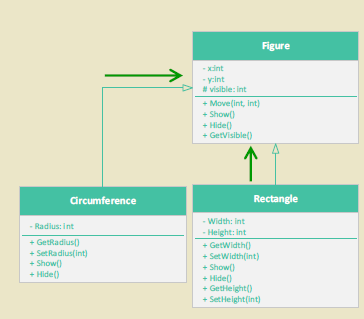 Figure
- x:int
- y:int
# visible: int
+ Move(int, int)
+ Show()
+ Hide()
+ GetVisible()
Circumference
- Radius: int
+ GetRadius()
+ SetRadius(int)
+ Show()
+ Hide()
Rectangle
- Width: int
- Height: int
+ GetWidth()
+ SetWidth(int)
+ Show()
+ Hide()
+ GetHeight()
+ SetHeight(int)